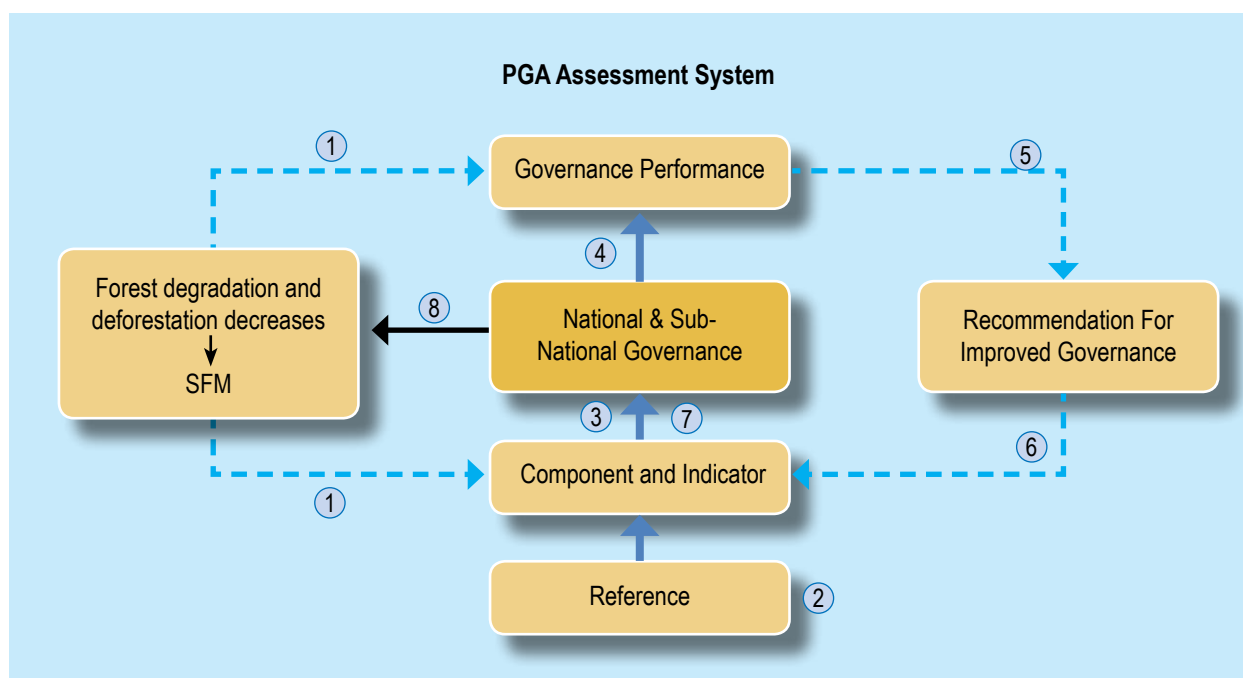 PGA Assessment System
1
Governance Performance
5
4
Forest degradation and
deforestation decreases
SFM
8
National & Sub-
National Governance
Recommendation For
Improved Governance
3
7
6
1
Component and Indicator
Reference
2